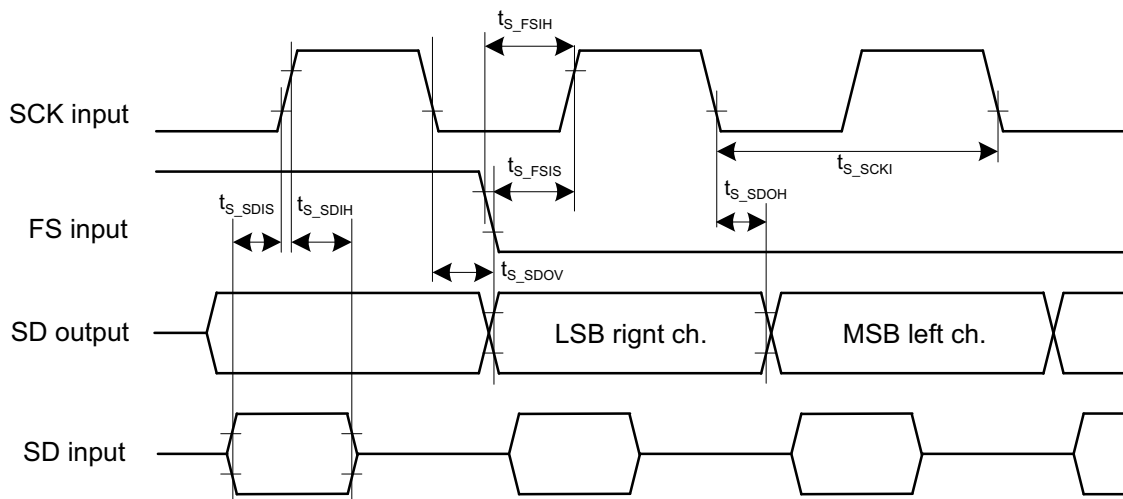 t_S_FSIH
SCK input
t_S_FSIS
t_S_SCKI
t_S_SDIS
t_S_SDIH
t_S_SDOH
FS input
t_S_SDOV
SD output
LSB rignt ch.
MSB left ch.
SD input